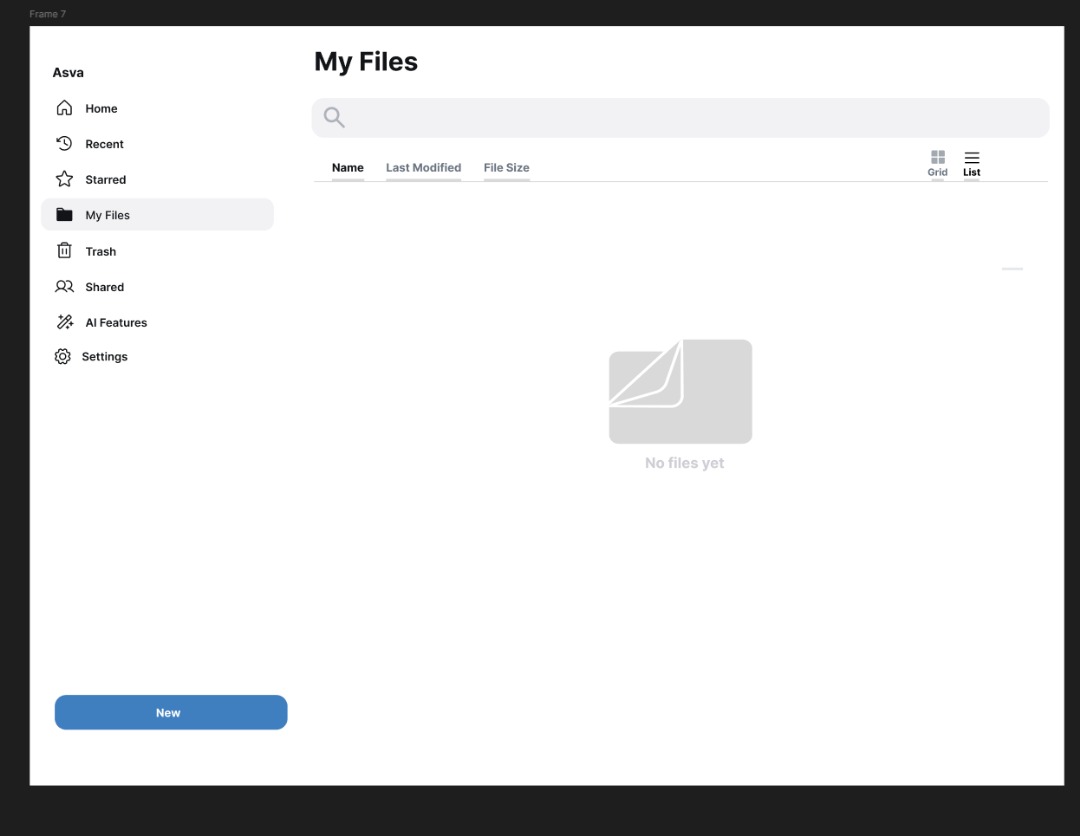 Frame 7
Asva
Home
Recent
Starred
My Files
Trash
Shared
AI Features
Settings
New
My Files
Name Last Modified File Size
Grid List
No files yet